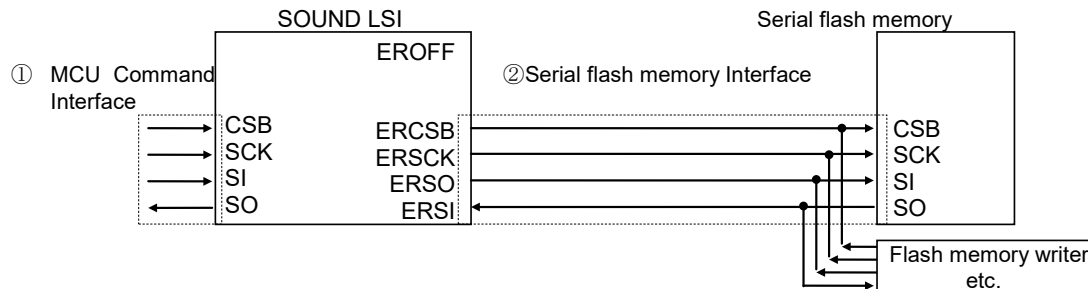 SOUND LSI
Serial flash memory
EROFF
① MCU Command
Interface
②Serial flash memory Interface
CSB
SCK
SI
SO
ERCSB
ERSCK
ERSO
ERSI
CSB
SCK
SI
SO
Flash memory writer
etc.